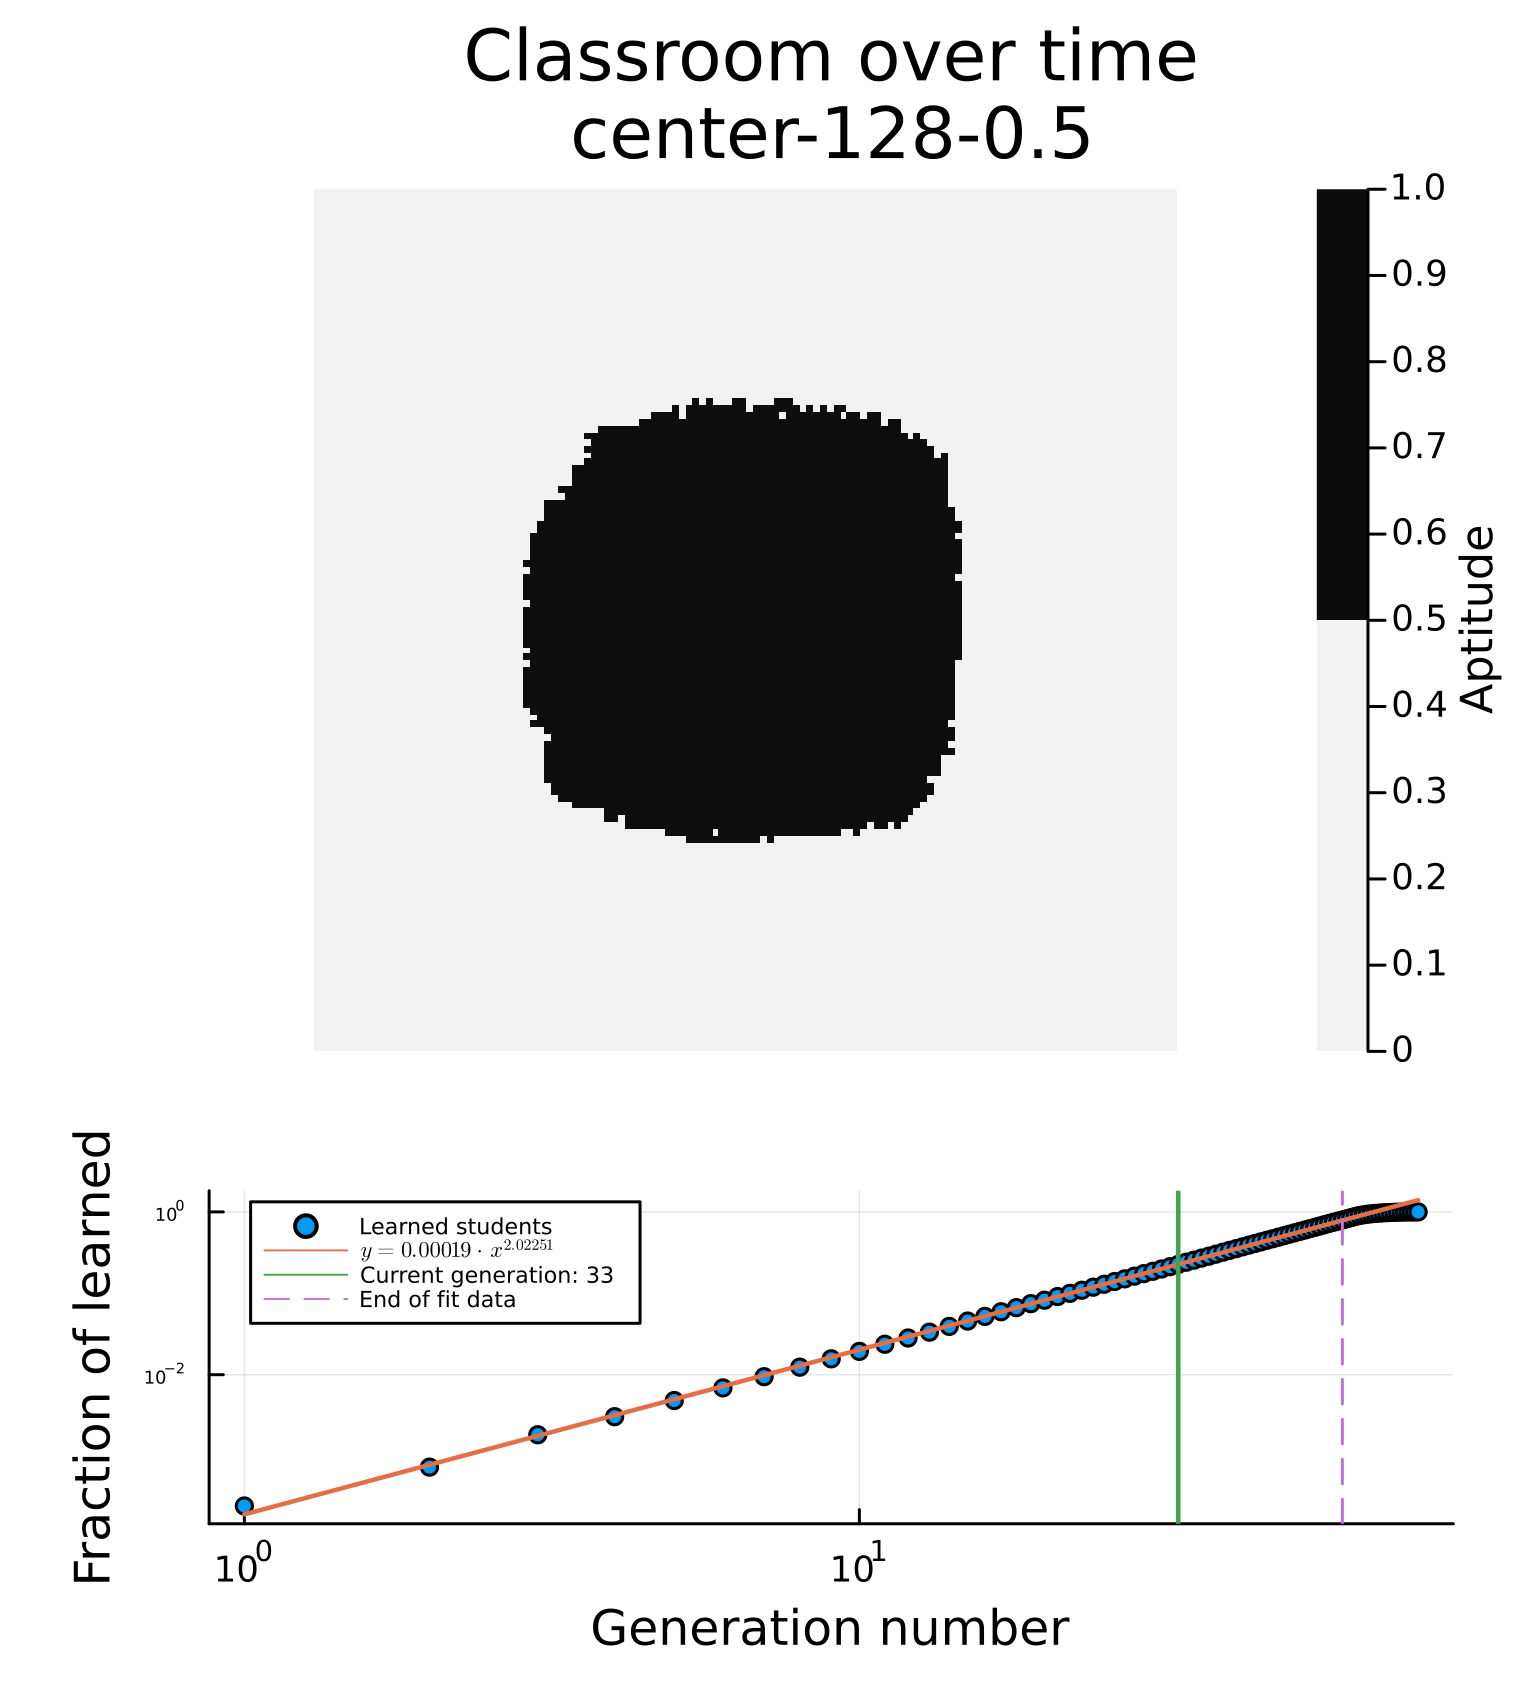 Classroom over time
center-128-0.5
1.0
0.9
0.8
0.7
0.6
0.5
0.4
0.3
0.2
0.1
0
Aptitude
Fraction of learned
10⁰
10⁻²
Learned students
y = 0.00019 · x^2.02251
Current generation: 33
End of fit data
10⁰
10¹
Generation number